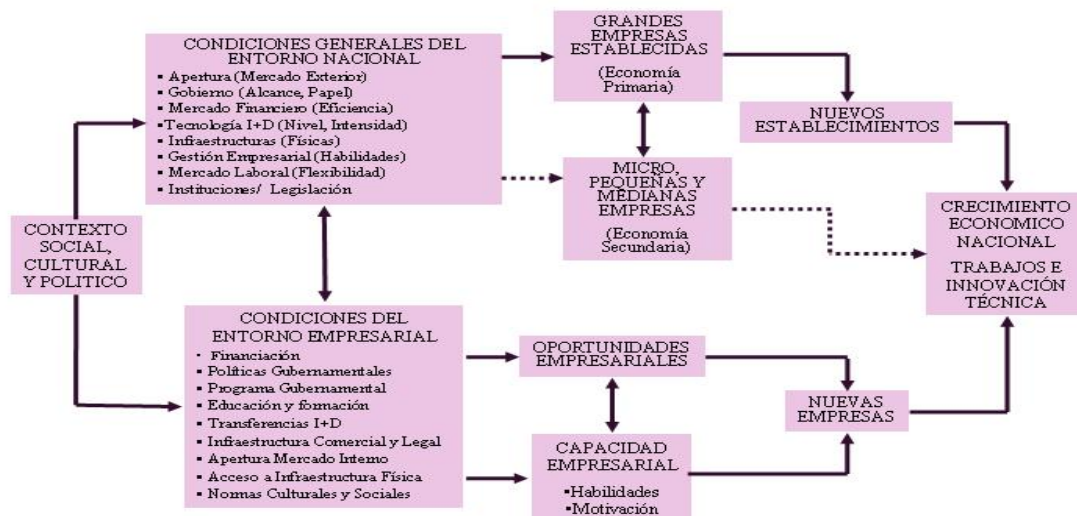 CONTEXTO
SOCIAL,
CULTURAL
Y POLITICO
CONDICIONES GENERALES DEL
ENTORNO NACIONAL
▪ Apertura (Mercado Exterior)
▪ Gobierno (Alcance, Papel)
▪ Mercado Financiero (Eficiencia)
▪ Tecnología I+D (Nivel, Intensidad)
▪ Infraestructuras (Físicas)
▪ Gestión Empresarial (Habilidades)
▪ Mercado Laboral (Flexibilidad)
▪ Instituciones/ Legislación
GRANDES
EMPRESAS
ESTABLECIDAS
(Economía
Primaria)
NUEVOS
ESTABLECIMIENTOS
MICRO,
PEQUEÑAS Y
MEDIANAS
EMPRESAS
(Economía
Secundaria)
CRECIMIENTO
ECONOMICO
NACIONAL
TRABAJOS E
INNOVACIÓN
TÉCNICA
CONDICIONES DEL
ENTORNO EMPRESARIAL
▪ Financiación
▪ Políticas Gubernamentales
▪ Programa Gubernamental
▪ Educación y formación
▪ Transferencias I+D
▪ Infraestructura Comercial y Legal
▪ Apertura Mercado Interno
▪ Acceso a Infraestructura Física
▪ Normas Culturales y Sociales
OPORTUNIDADES
EMPRESARIALES
CAPACIDAD
EMPRESARIAL
▪Habilidades
▪Motivación
NUEVAS
EMPRESAS